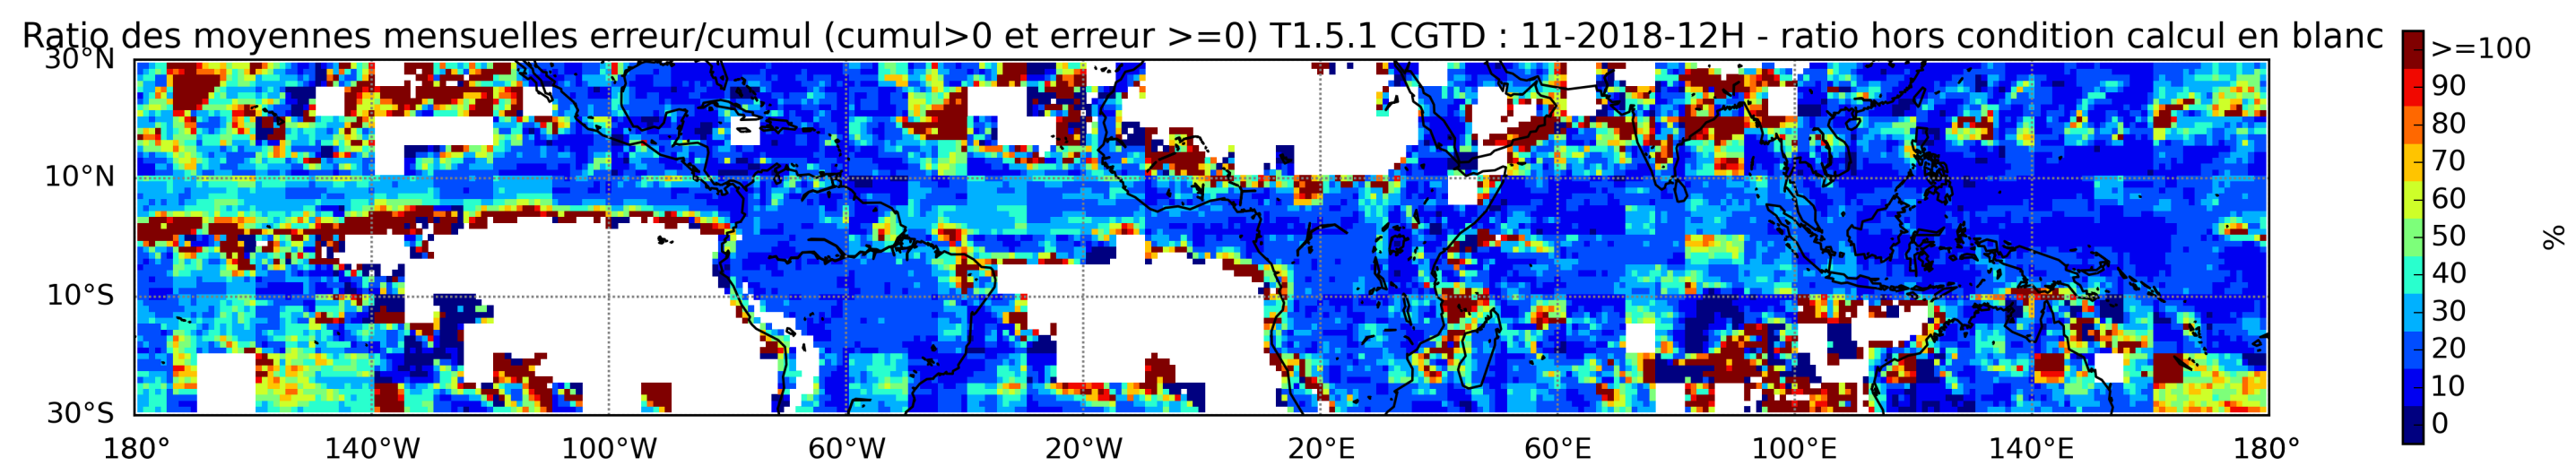 Ratio des moyennes mensuelles erreur/cumul (cumul>0 et erreur >=0) T1.5.1 CGTD : 11-2018-12H - ratio hors condition calcul en blanc
30°N
10°N
10°S
30°S
180°
140°W
100°W
60°W
20°W
20°E
60°E
100°E
140°E
180°
>=100
90
80
70
60
50
40
30
20
10
0
%